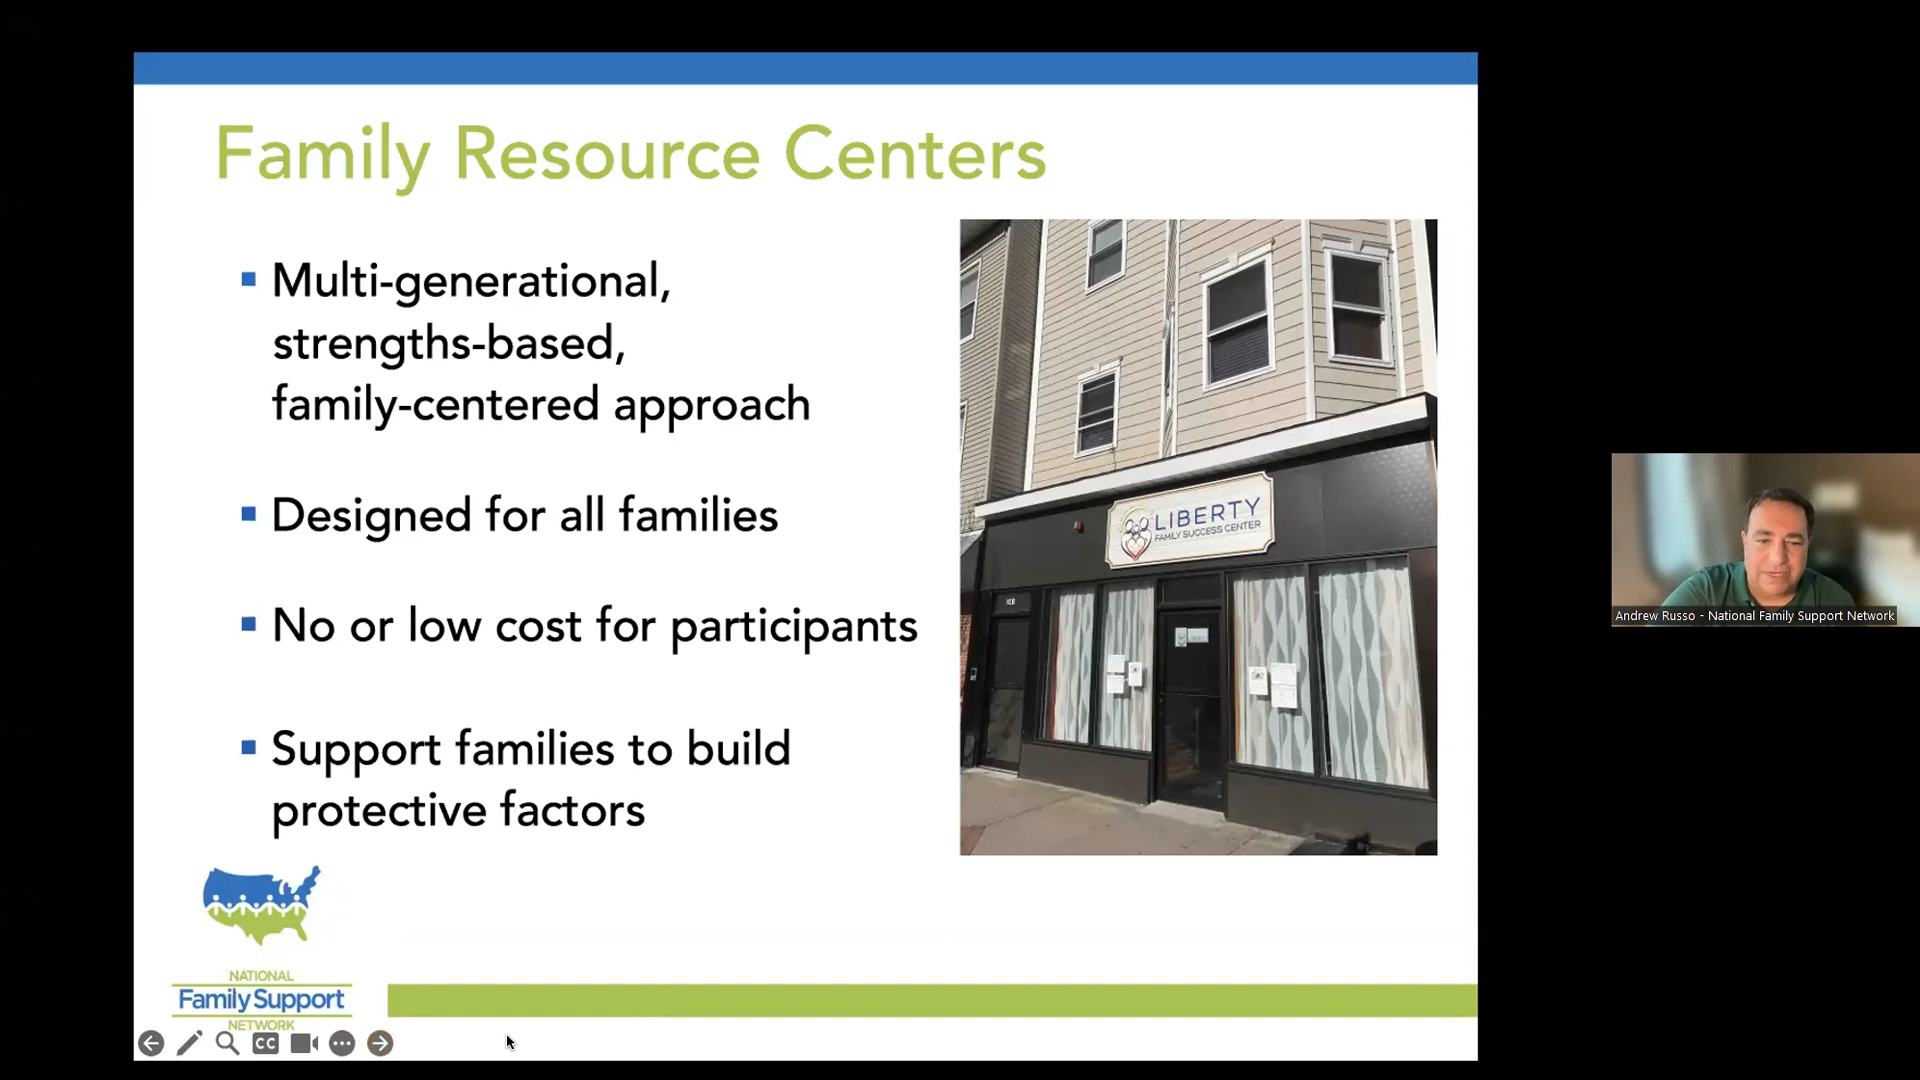 Family Resource Centers
Multi-generational,
strengths-based,
family-centered approach
Designed for all families
No or low cost for participants
Support families to build
protective factors
LIBERTY
FAMILY SUCCESS CENTER
Andrew Russo - National Family Support Network
NATIONAL
Family Support
NETWORK
CC